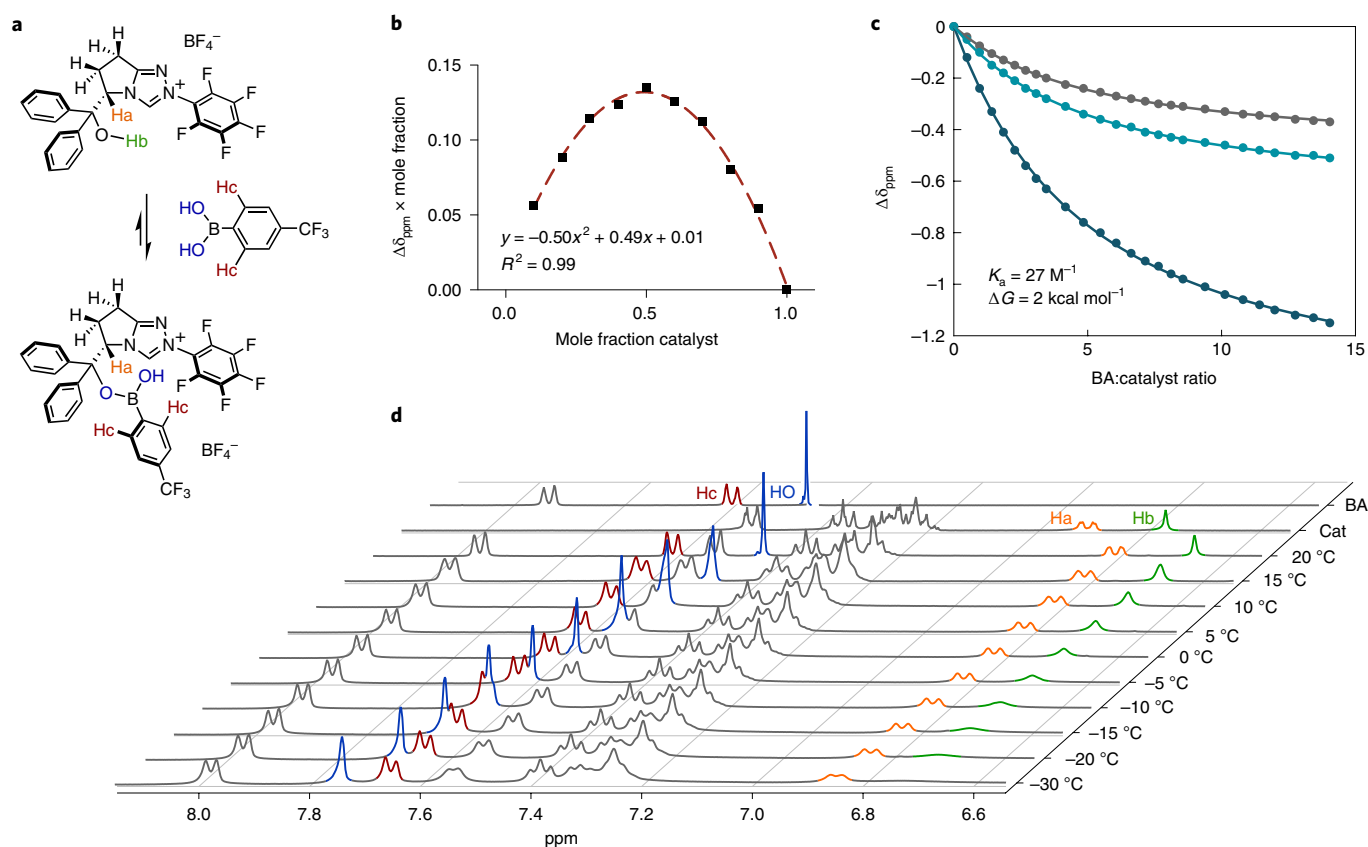 a
H
H
BF4−
H
H
N
N
N+
Ha
O
Hb
F
F
F
F
F
Hc
HO
B
HO
CF3
Hc
H
H
H
H
N
N
N+
Ha
OH
O
B
Hc
Hc
F
F
F
F
F
BF4−
CF3
b
Δδppm × mole fraction
0.15
0.10
0.05
0.00
y = −0.50x2 + 0.49x + 0.01
R2 = 0.99
0.0 0.5 1.0
Mole fraction catalyst
c
Δδppm
0
−0.2
−0.4
−0.6
−0.8
−1
−1.2
Ka = 27 M−1
ΔG = 2 kcal mol−1
0 5 10 15
BA:catalyst ratio
d
Hc HO
BA
Ha Hb
Cat
20 °C
15 °C
10 °C
5 °C
0 °C
−5 °C
−10 °C
−15 °C
−20 °C
−30 °C
8.0 7.8 7.6 7.4 7.2 7.0 6.8 6.6
ppm